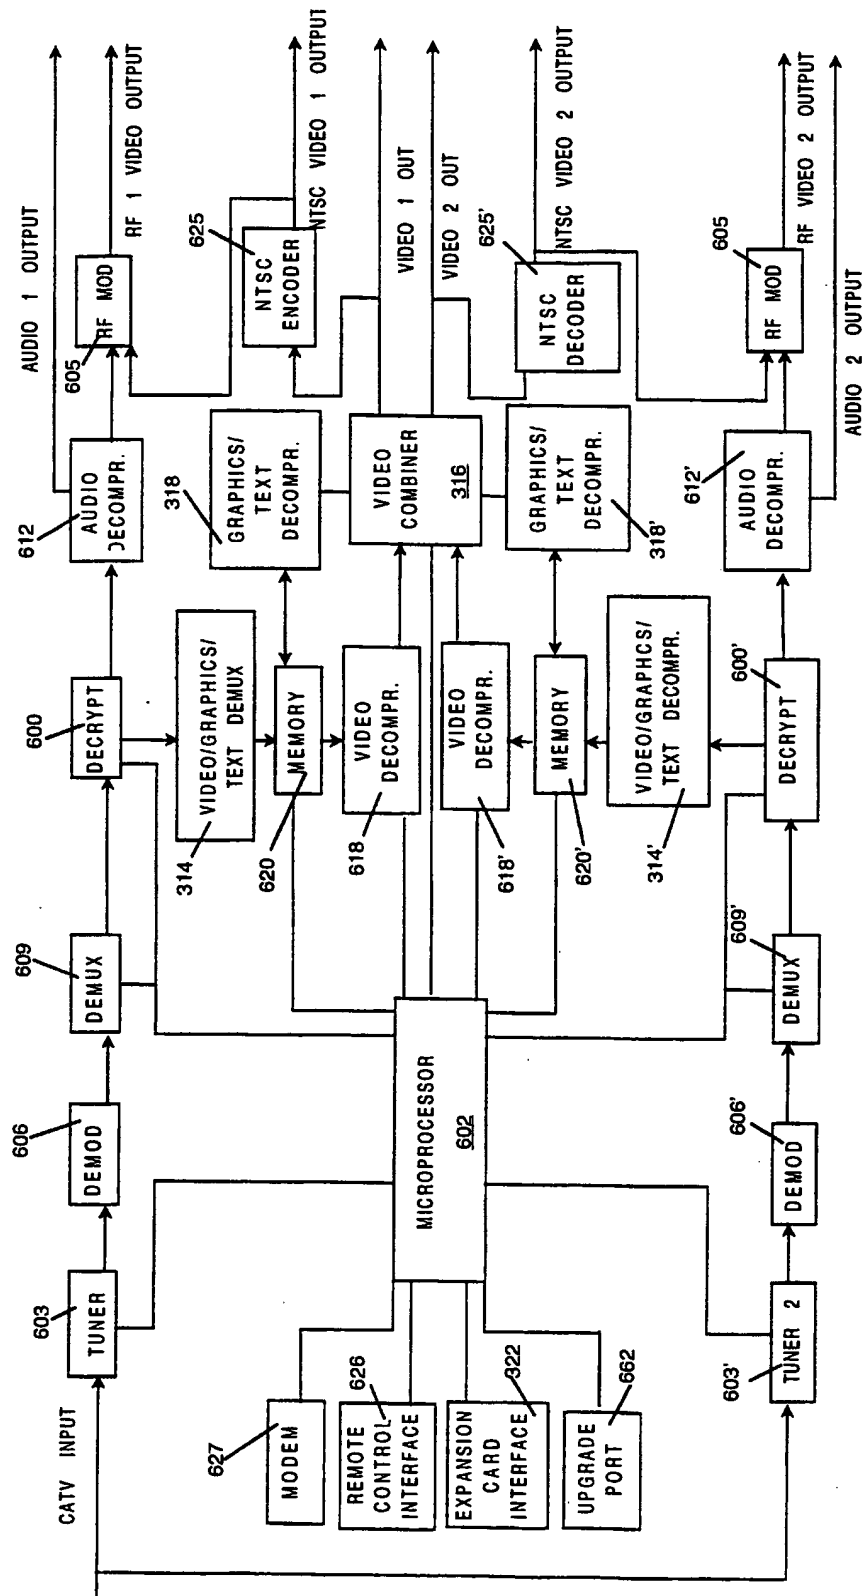 CATV INPUT
603
TUNER
606
DEMOD
609
DEMUX
600
DECRYPT
612
AUDIO
DECOMPR.
605
RF MOD
AUDIO 1 OUTPUT
RF 1 VIDEO OUTPUT
314
VIDEO/GRAPHICS/
TEXT DEMUX
318
GRAPHICS/
TEXT
DECOMPR.
625
NTSC
ENCODER
NTSC VIDEO 1 OUTPUT
627
MODEM
620
MEMORY
626
REMOTE
CONTROL
INTERFACE
618
VIDEO
DECOMPR.
VIDEO
COMBINER
316
VIDEO 1 OUT
MICROPROCESSOR
602
322
EXPANSION
CARD
INTERFACE
618'
VIDEO
DECOMPR.
VIDEO 2 OUT
662
UPGRADE
PORT
620'
MEMORY
GRAPHICS/
TEXT
DECOMPR.
318'
625'
NTSC
DECODER
NTSC VIDEO 2 OUTPUT
314'
VIDEO/GRAPHCS/
TEXT DECOMPR.
603'
TUNER 2
606'
DEMOD
609'
DEMUX
600'
DECRYPT
612'
AUDIO
DECOMPR.
605
RF MOD
RF VIDEO 2 OUTPUT
AUDIO 2 OUTPUT